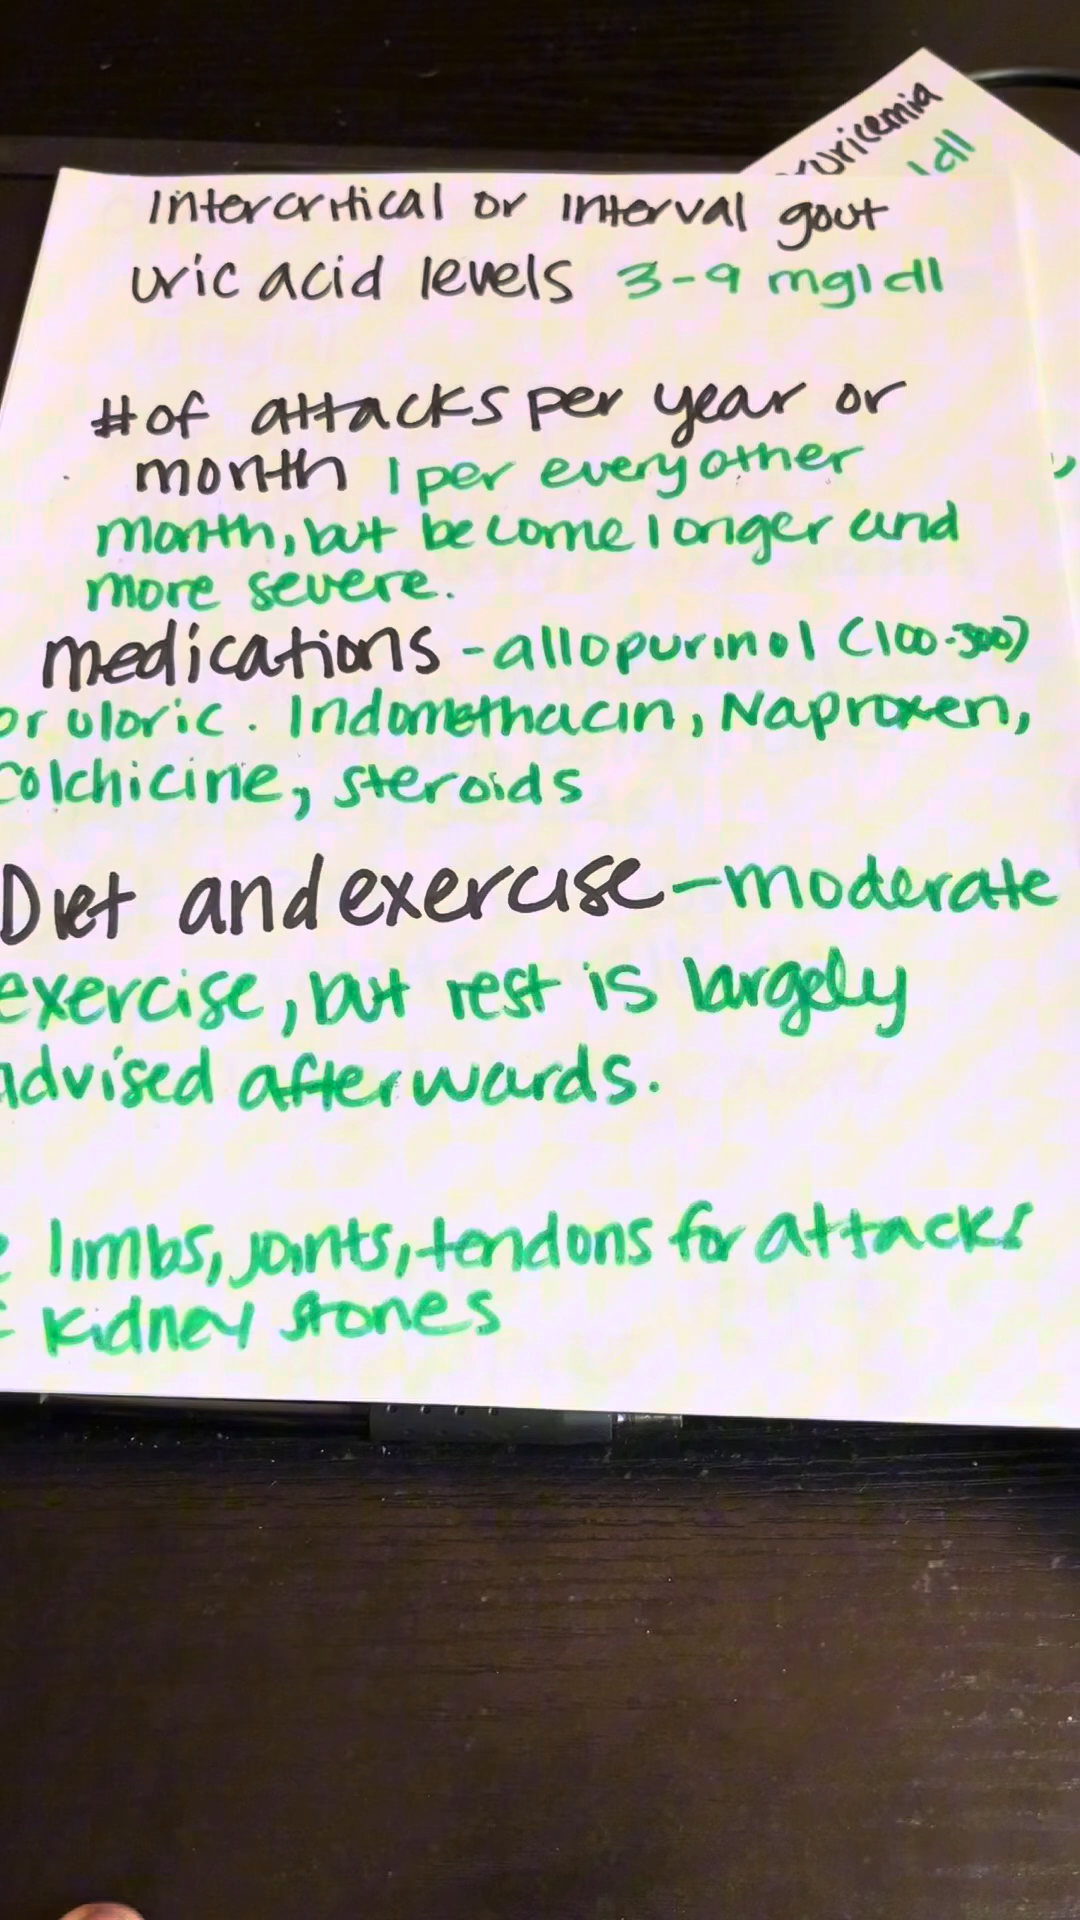 uricemia
ldl
Intercritical or interval gout
uric acid levels 3-9 mg/dl
# of attacks per year or
month 1 per every other
month, but become longer and
more severe.
medications - allopurinol (100-300)
or uloric. Indomethacin, Naproxen,
Colchicine, steroids
Diet and exercise - moderate
exercise, but rest is largely
advised afterwards.
limbs, joints, tendons for attacks
kidney stones